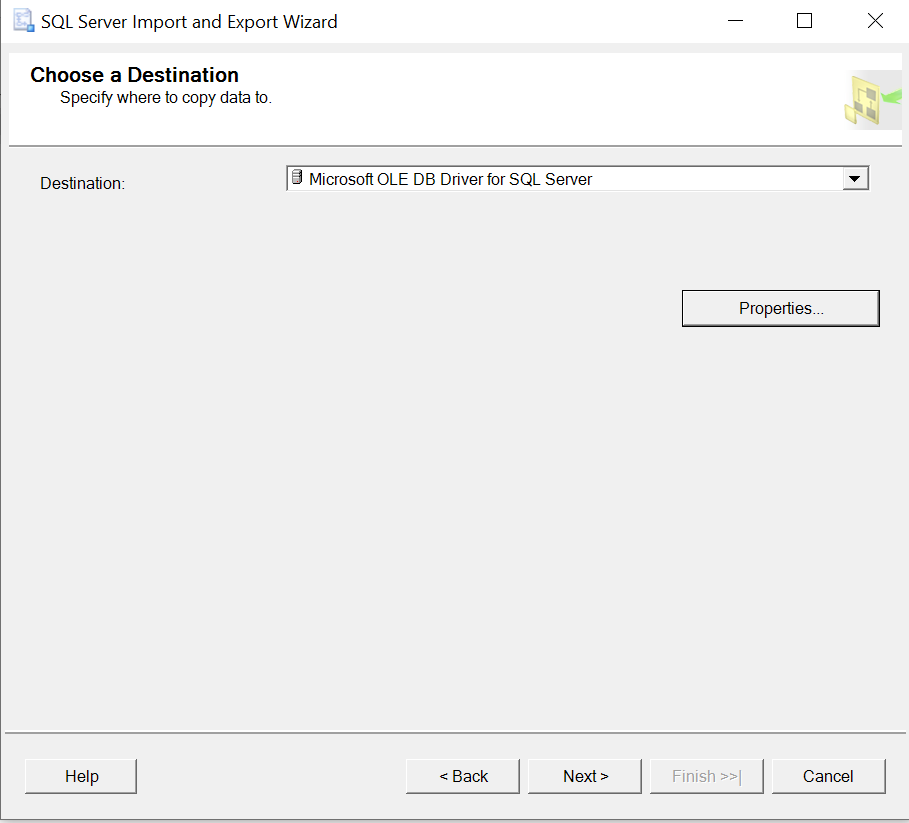 SQL Server Import and Export Wizard
Choose a Destination
Specify where to copy data to.
Destination:
Microsoft OLE DB Driver for SQL Server
Properties...
Help
< Back
Next >
Finish >>|
Cancel